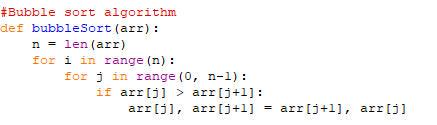 #Bubble sort algorithm
def bubbleSort(arr):
    n = len(arr)
    for i in range(n):
        for j in range(0, n-1):
            if arr[j] > arr[j+1]:
                arr[j], arr[j+1] = arr[j+1], arr[j]